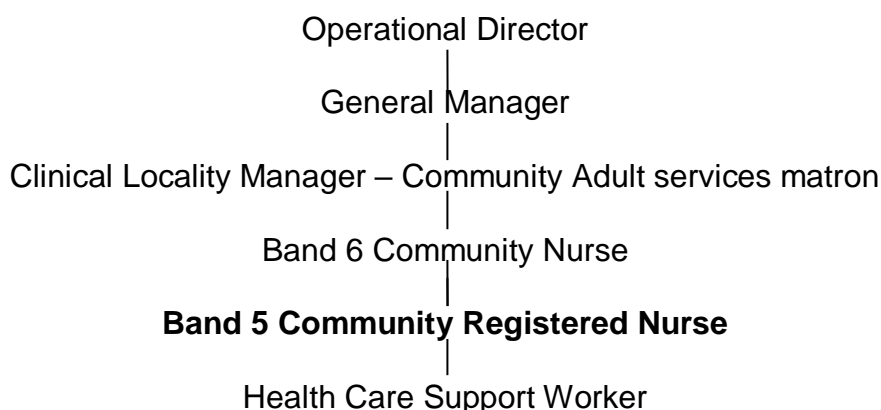 Operational Director
General Manager
Clinical Locality Manager – Community Adult services matron
Band 6 Community Nurse
Band 5 Community Registered Nurse
Health Care Support Worker